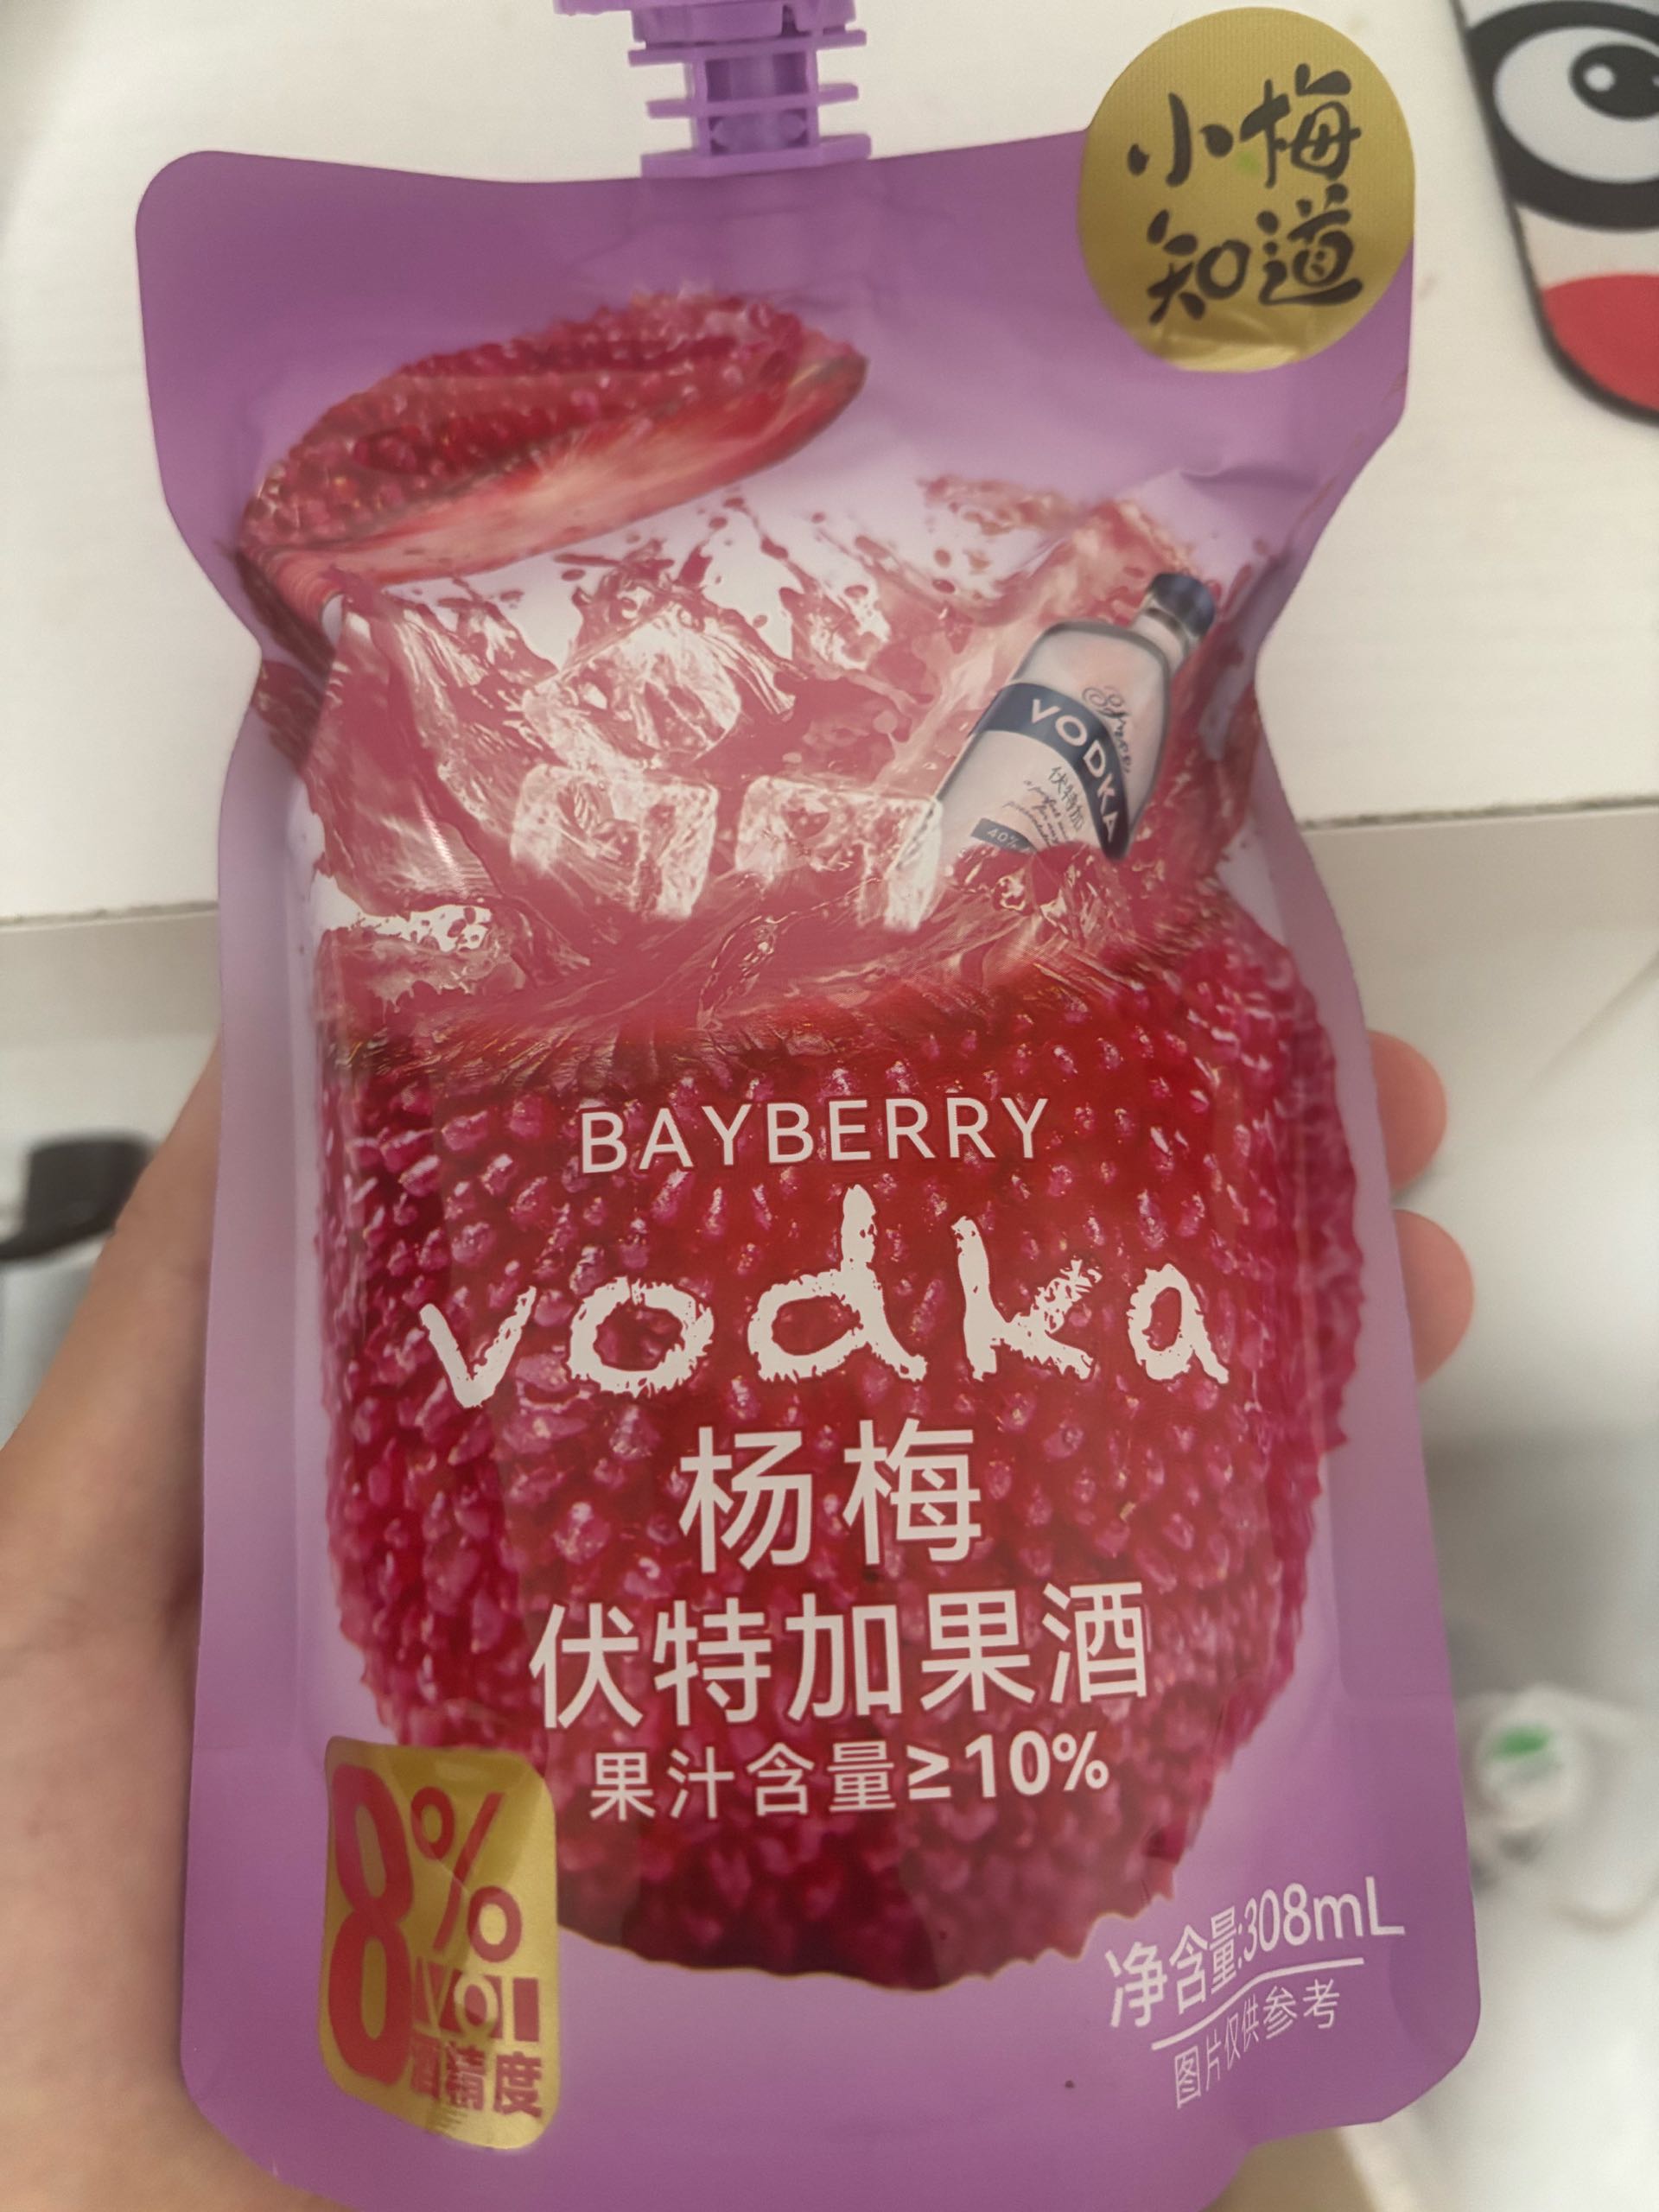 小梅
知道
VODKA
伏特加
40%
BAYBERRY
vodka
杨梅
伏特加果酒
果汁含量≥10%
8%
vol
酒精度
净含量:308mL
图片仅供参考